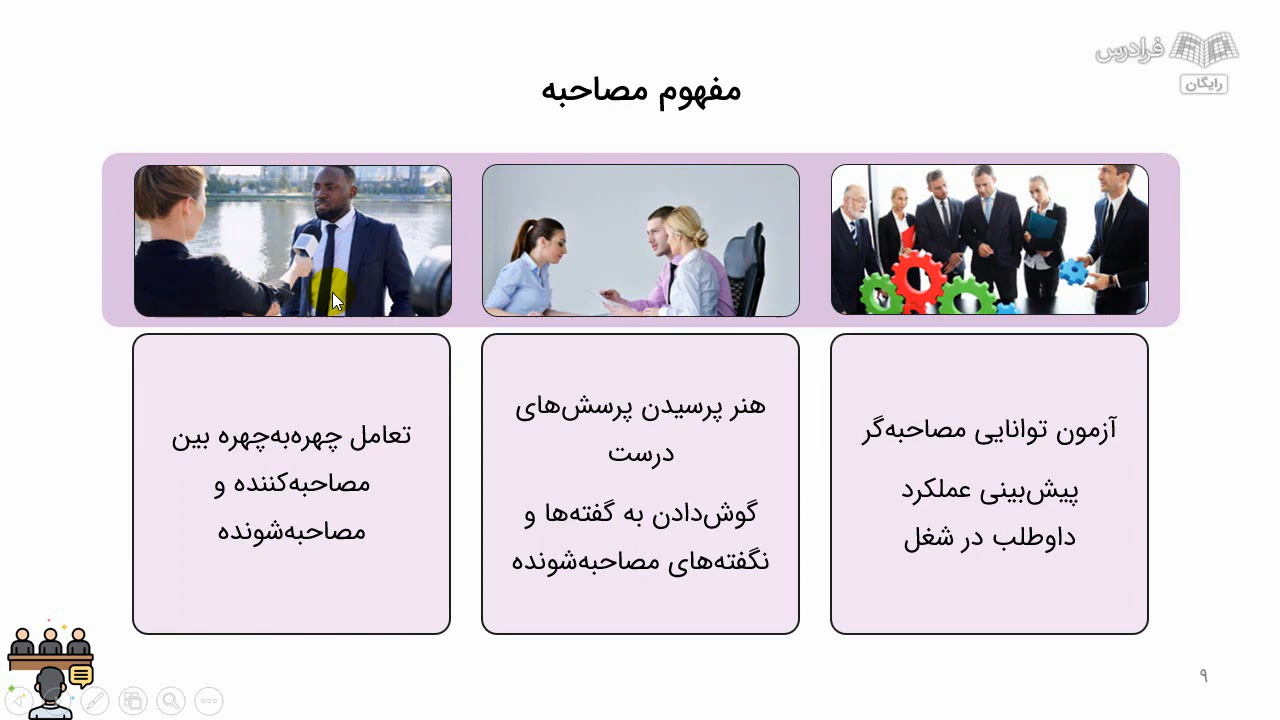 فرادرس
رایگان
مفهوم مصاحبه
آزمون توانایی مصاحبه‌گر
پیش‌بینی عملکرد
داوطلب در شغل
هنر پرسیدن پرسش‌های
درست
گوش‌دادن به گفته‌ها و
نگفته‌های مصاحبه‌شونده
تعامل چهره‌به‌چهره بین
مصاحبه‌کننده و
مصاحبه‌شونده
۹